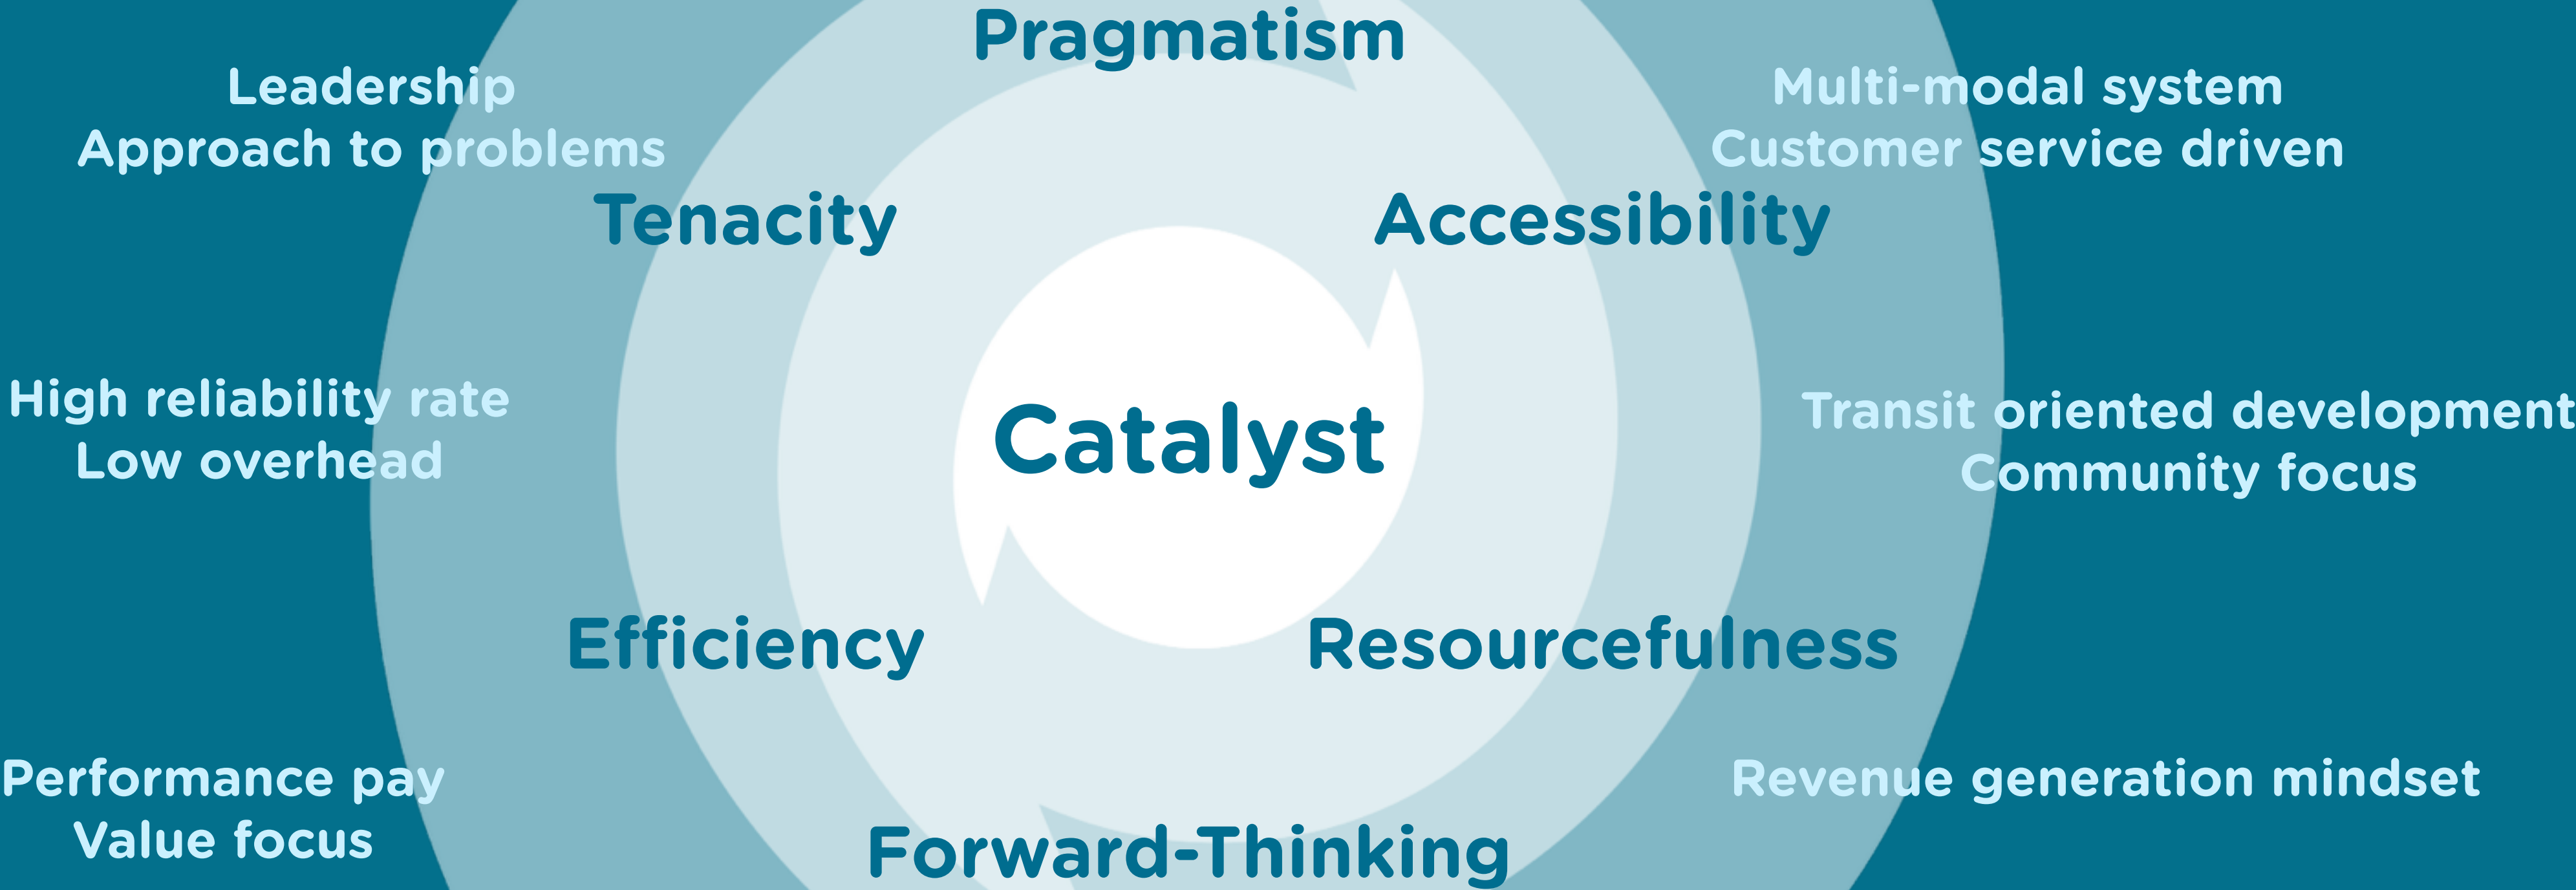 Pragmatism
Leadership
Approach to problems
Multi-modal system
Customer service driven
Tenacity
Accessibility
High reliability rate
Low overhead
Catalyst
Transit oriented development
Community focus
Efficiency
Resourcefulness
Performance pay
Value focus
Revenue generation mindset
Forward-Thinking